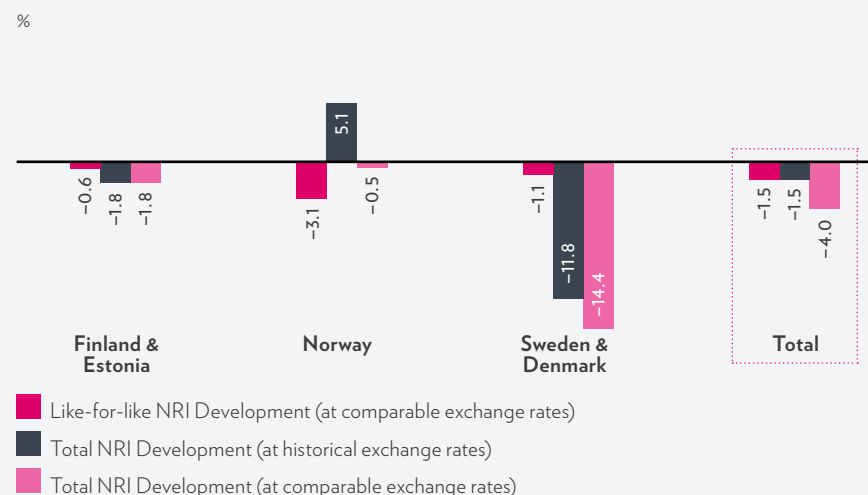 %
5.1
–0.6
–1.8
–1.8
–3.1
–0.5
–1.1
–11.8
–14.4
–1.5
–1.5
–4.0
Finland &
Estonia
Norway
Sweden &
Denmark
Total
Like-for-like NRI Development (at comparable exchange rates)
Total NRI Development (at historical exchange rates)
Total NRI Development (at comparable exchange rates)